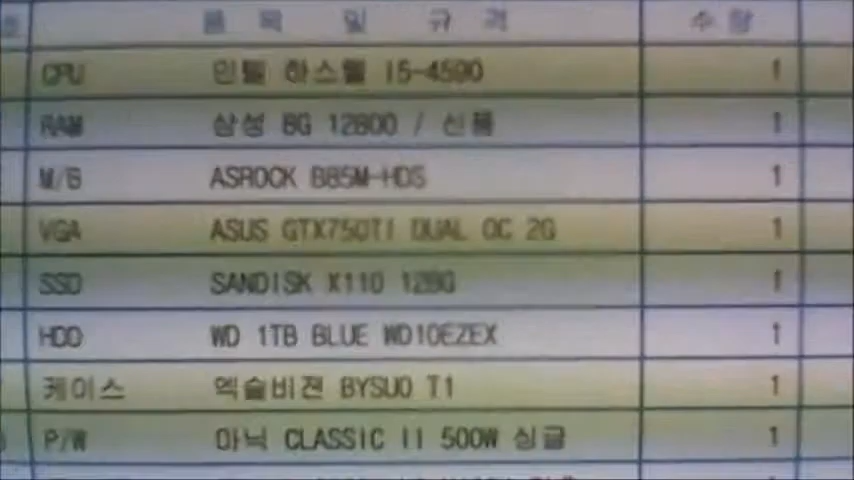 품 목 및 규 격 수 량
CPU 인텔 하스웰 I5-4590 1
RAM 삼성 8G 12800 / 신품 1
M/B ASROCK B85M-HDS 1
VGA ASUS GTX750TI DUAL OC 2G 1
SSD SANDISK X110 128G 1
HDD WD 1TB BLUE WD10EZEX 1
케이스 엑슬비젼 BYSUO T1 1
P/W 아닉 CLASSIC II 500W 싱글 1